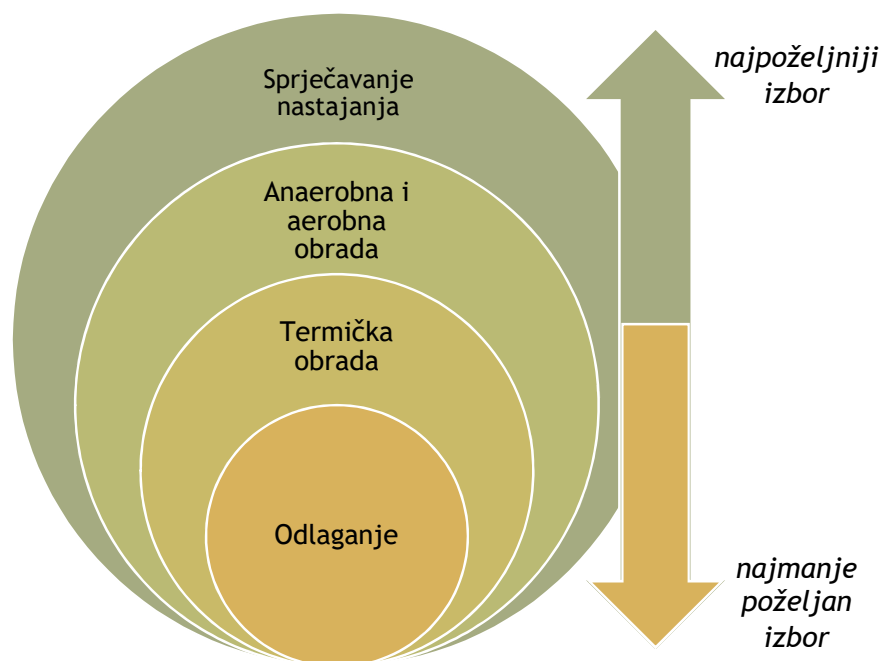 Sprječavanje
nastajanja
Anaerobna i
aerobna
obrada
Termička
obrada
Odlaganje
najpoželjniji
izbor
najmanje
poželjan
izbor